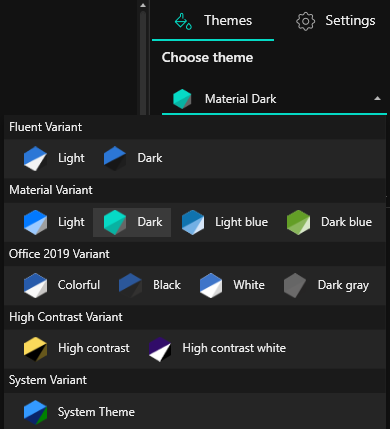 Themes Settings
Choose theme
Material Dark
Fluent Variant
Light Dark
Material Variant
Light Dark Light blue Dark blue
Office 2019 Variant
Colorful Black White Dark gray
High Contrast Variant
High contrast High contrast white
System Variant
System Theme